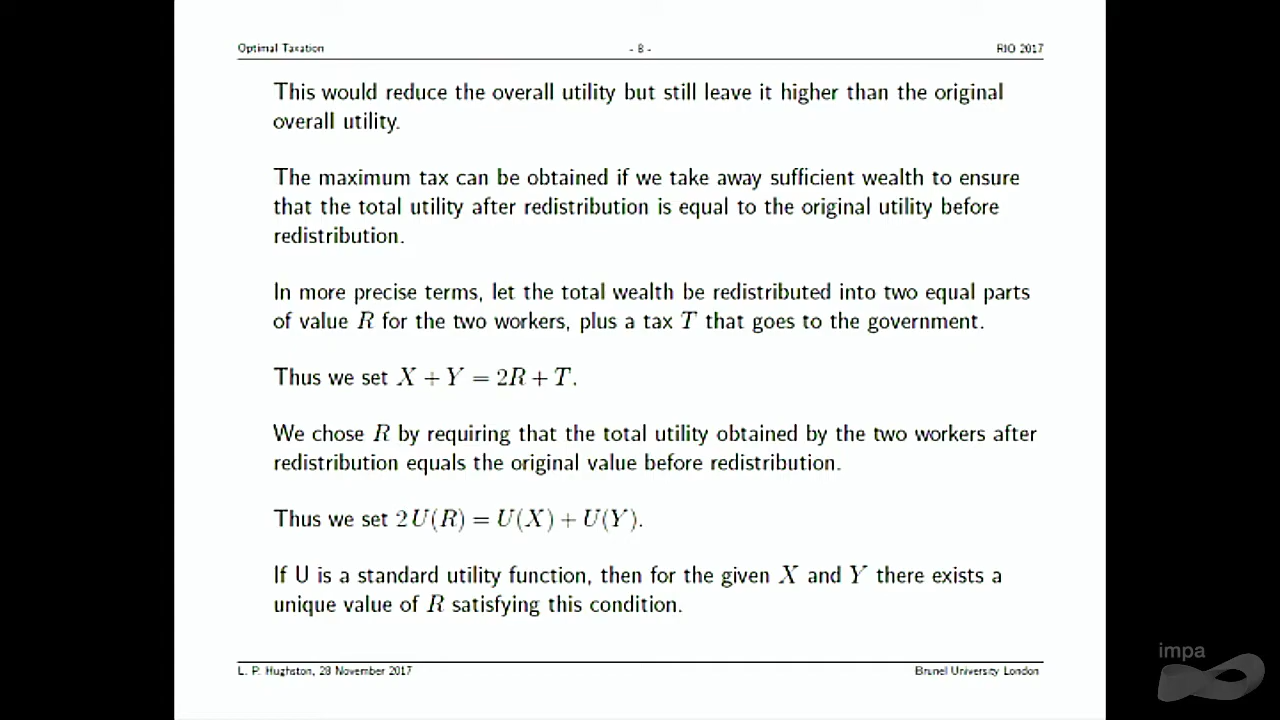 Optimal Taxation
- 8 -
RIO 2017
This would reduce the overall utility but still leave it higher than the original
overall utility.
The maximum tax can be obtained if we take away sufficient wealth to ensure
that the total utility after redistribution is equal to the original utility before
redistribution.
In more precise terms, let the total wealth be redistributed into two equal parts
of value R for the two workers, plus a tax T that goes to the government.
Thus we set X + Y = 2R + T.
We chose R by requiring that the total utility obtained by the two workers after
redistribution equals the original value before redistribution.
Thus we set 2 U(R) = U(X) + U(Y).
If U is a standard utility function, then for the given X and Y there exists a
unique value of R satisfying this condition.
L. P. Hughston, 28 November 2017
Brunel University London
impa